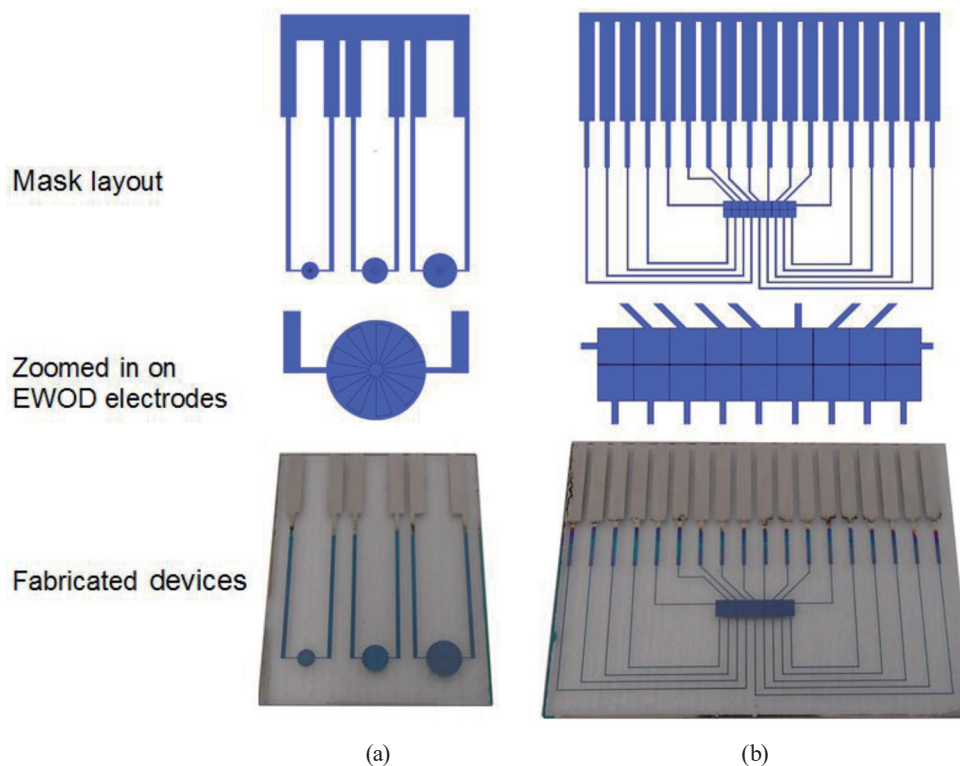 Mask layout
Zoomed in on
EWOD electrodes
Fabricated devices
(a)
(b)